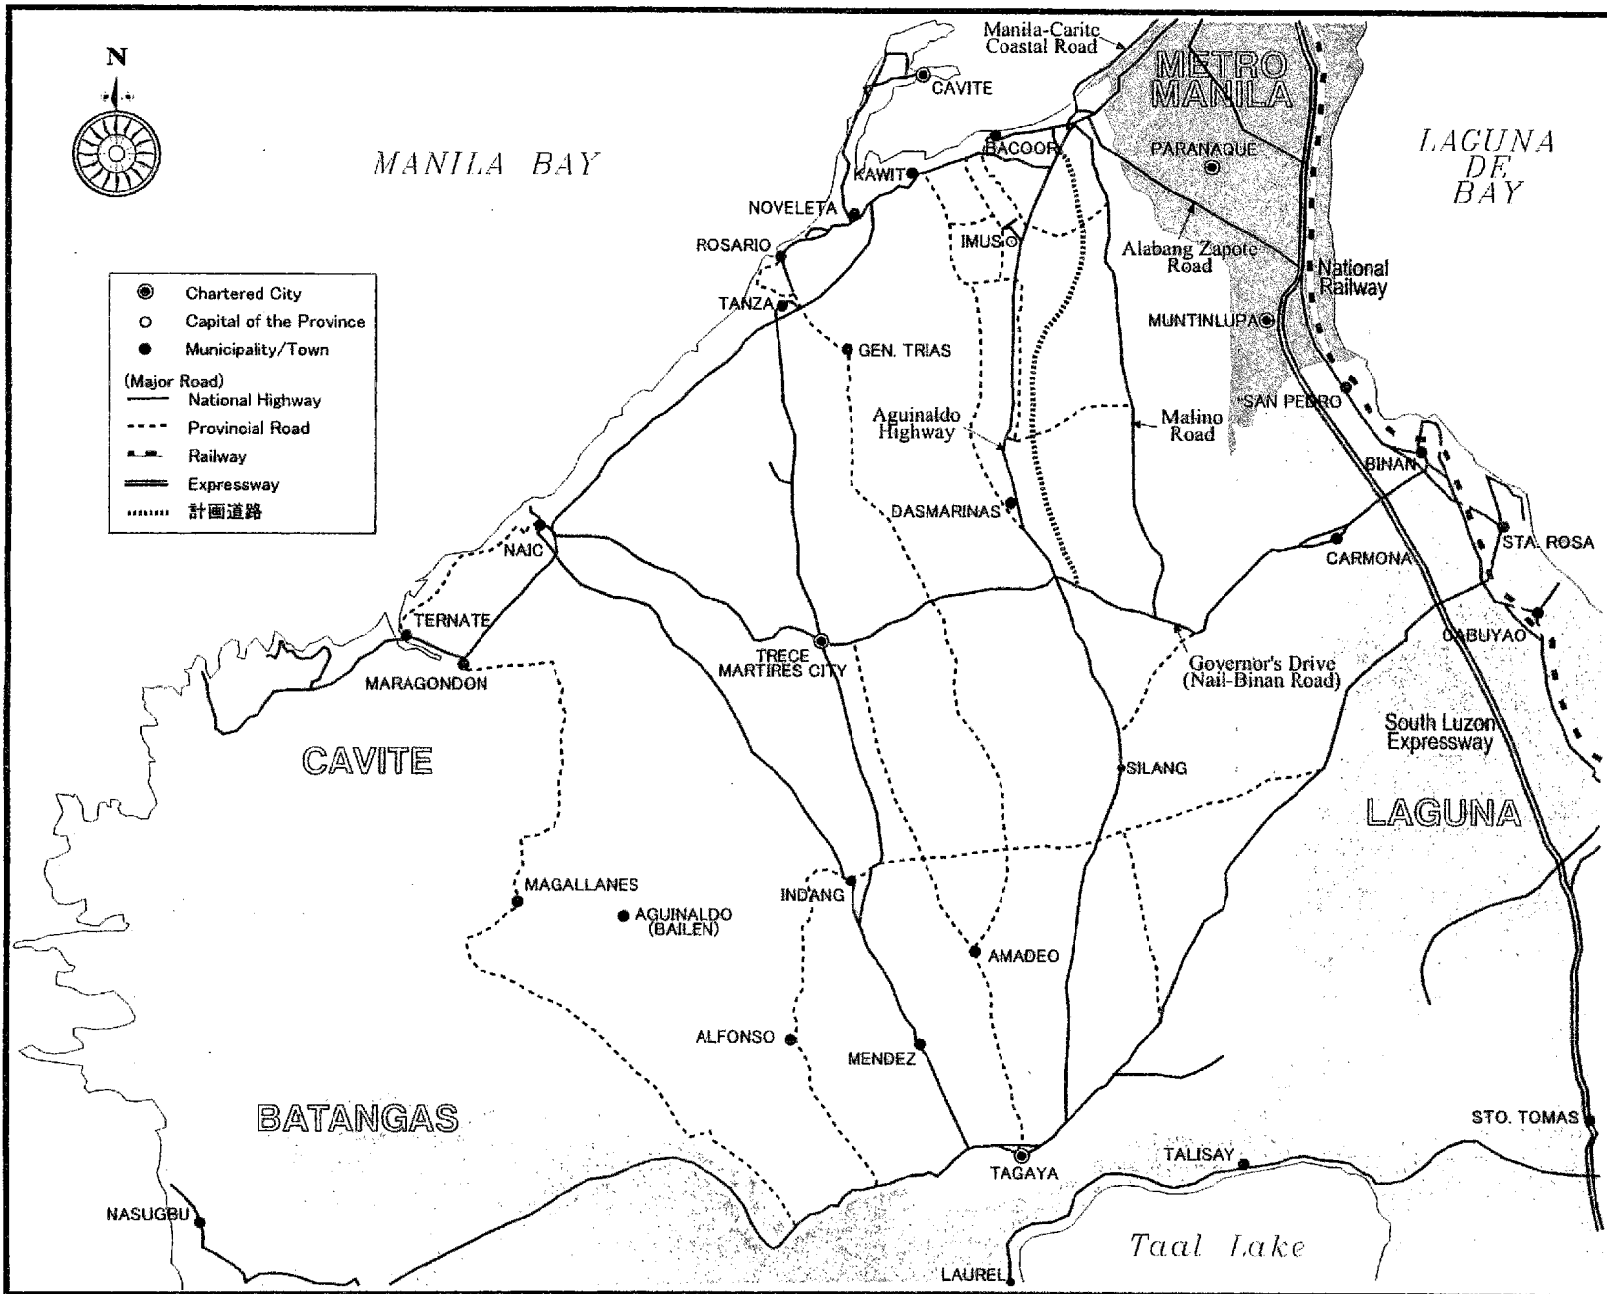 N
Manila-Carite
Coastal Road
METRO
MANILA
CAVITE
MANILA BAY
LAGUNA
DE
BAY
BACOOR
PARANAQUE
KAWIT
NOVELETA
ROSARIO
IMUS
Alabang Zapote
Road
National
Railway
TANZA
MUNTINLUPA
GEN. TRIAS
Chartered City
Capital of the Province
Municipality/Town
(Major Road)
National Highway
Provincial Road
Railway
Expressway
計画道路
SAN PEDRO
Aguinaldo
Highway
Malino
Road
BINAN
DASMARINAS
NAIC
CARMONA
STA. ROSA
TERNATE
CABUYAO
TRECE
MARTIRES CITY
MARAGONDON
Governor's Drive
(Nail-Binan Road)
South Luzon
Expressway
CAVITE
SILANG
LAGUNA
MAGALLANES
INDANG
AGUINALDO
(BAILEN)
AMADEO
ALFONSO
MENDEZ
BATANGAS
STO. TOMAS
TAGAYA
TALISAY
NASUGBU
Taal Lake
LAUREL